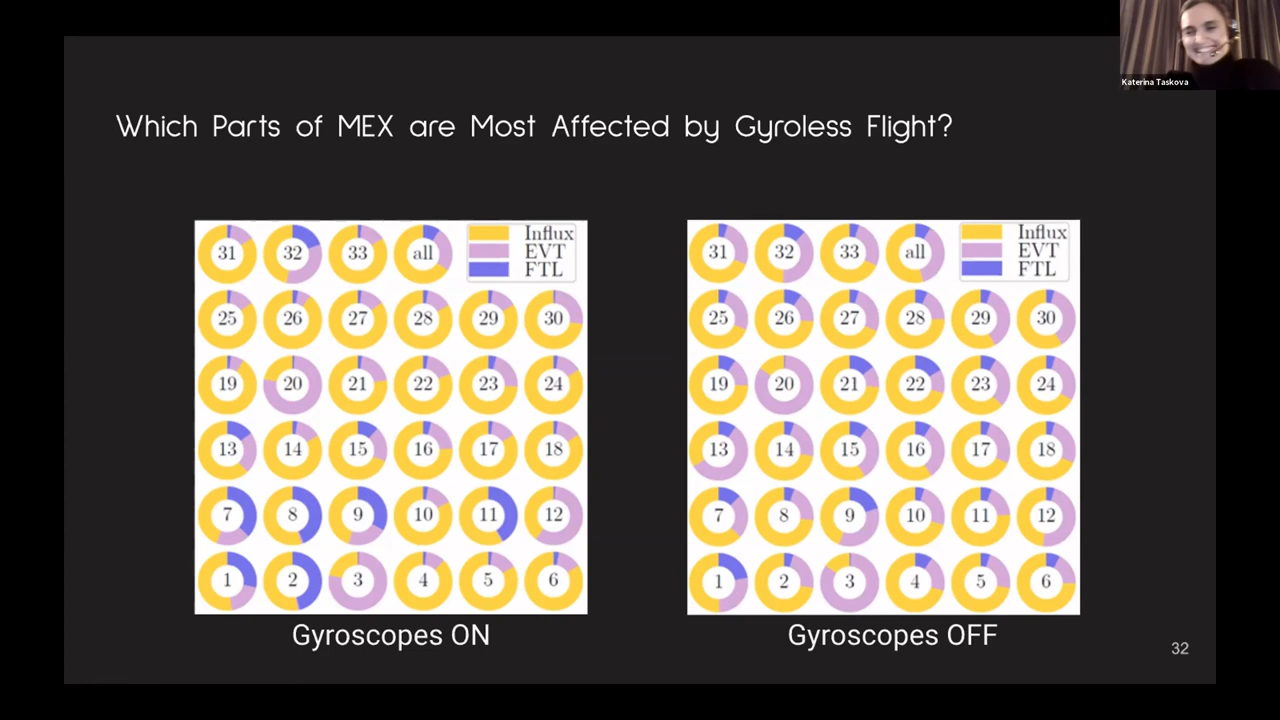 Katerina Taskova
Which Parts of MEX are Most Affected by Gyroless Flight?
31 32 33 all
Influx
EVT
FTL
25 26 27 28 29 30
19 20 21 22 23 24
13 14 15 16 17 18
7 8 9 10 11 12
1 2 3 4 5 6
Gyroscopes ON
31 32 33 all
Influx
EVT
FTL
25 26 27 28 29 30
19 20 21 22 23 24
13 14 15 16 17 18
7 8 9 10 11 12
1 2 3 4 5 6
Gyroscopes OFF
32